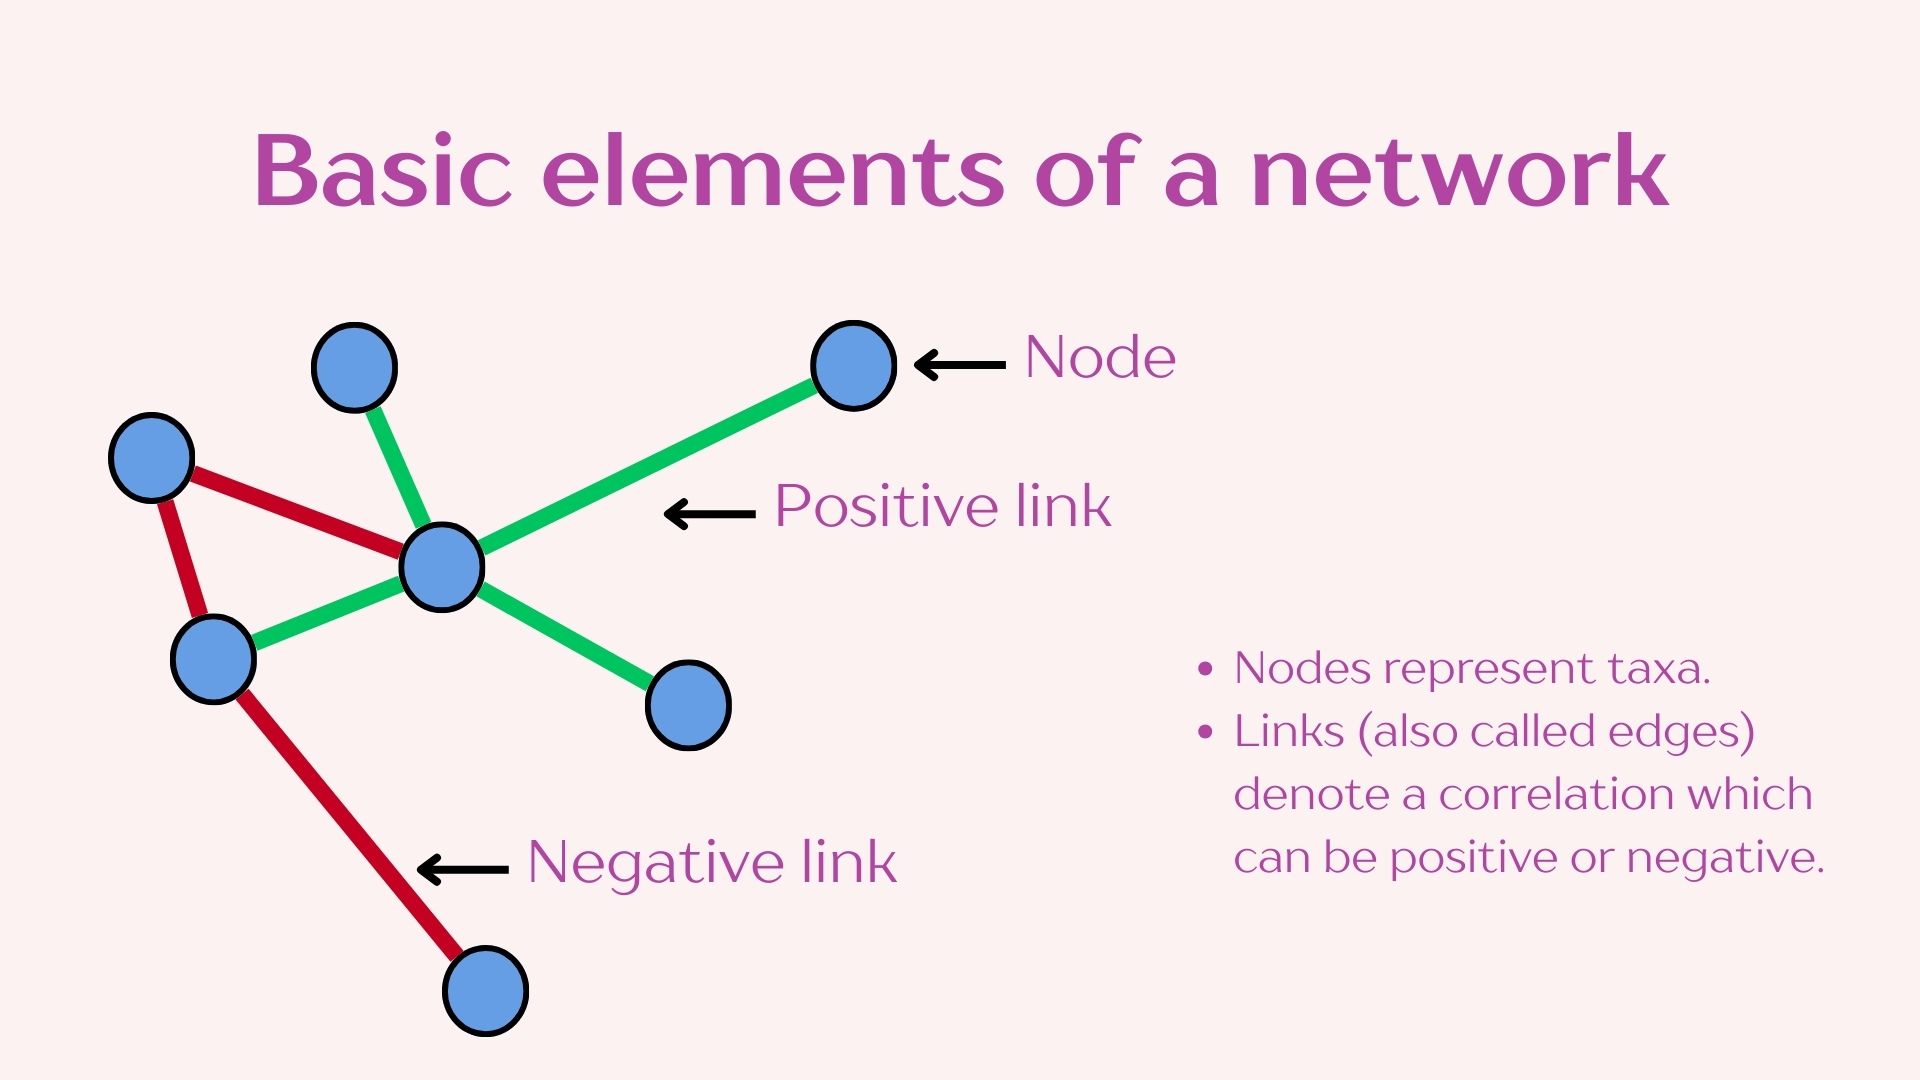 Basic elements of a network
Node
Positive link
• Nodes represent taxa.
• Links (also called edges)
denote a correlation which
can be positive or negative.
Negative link